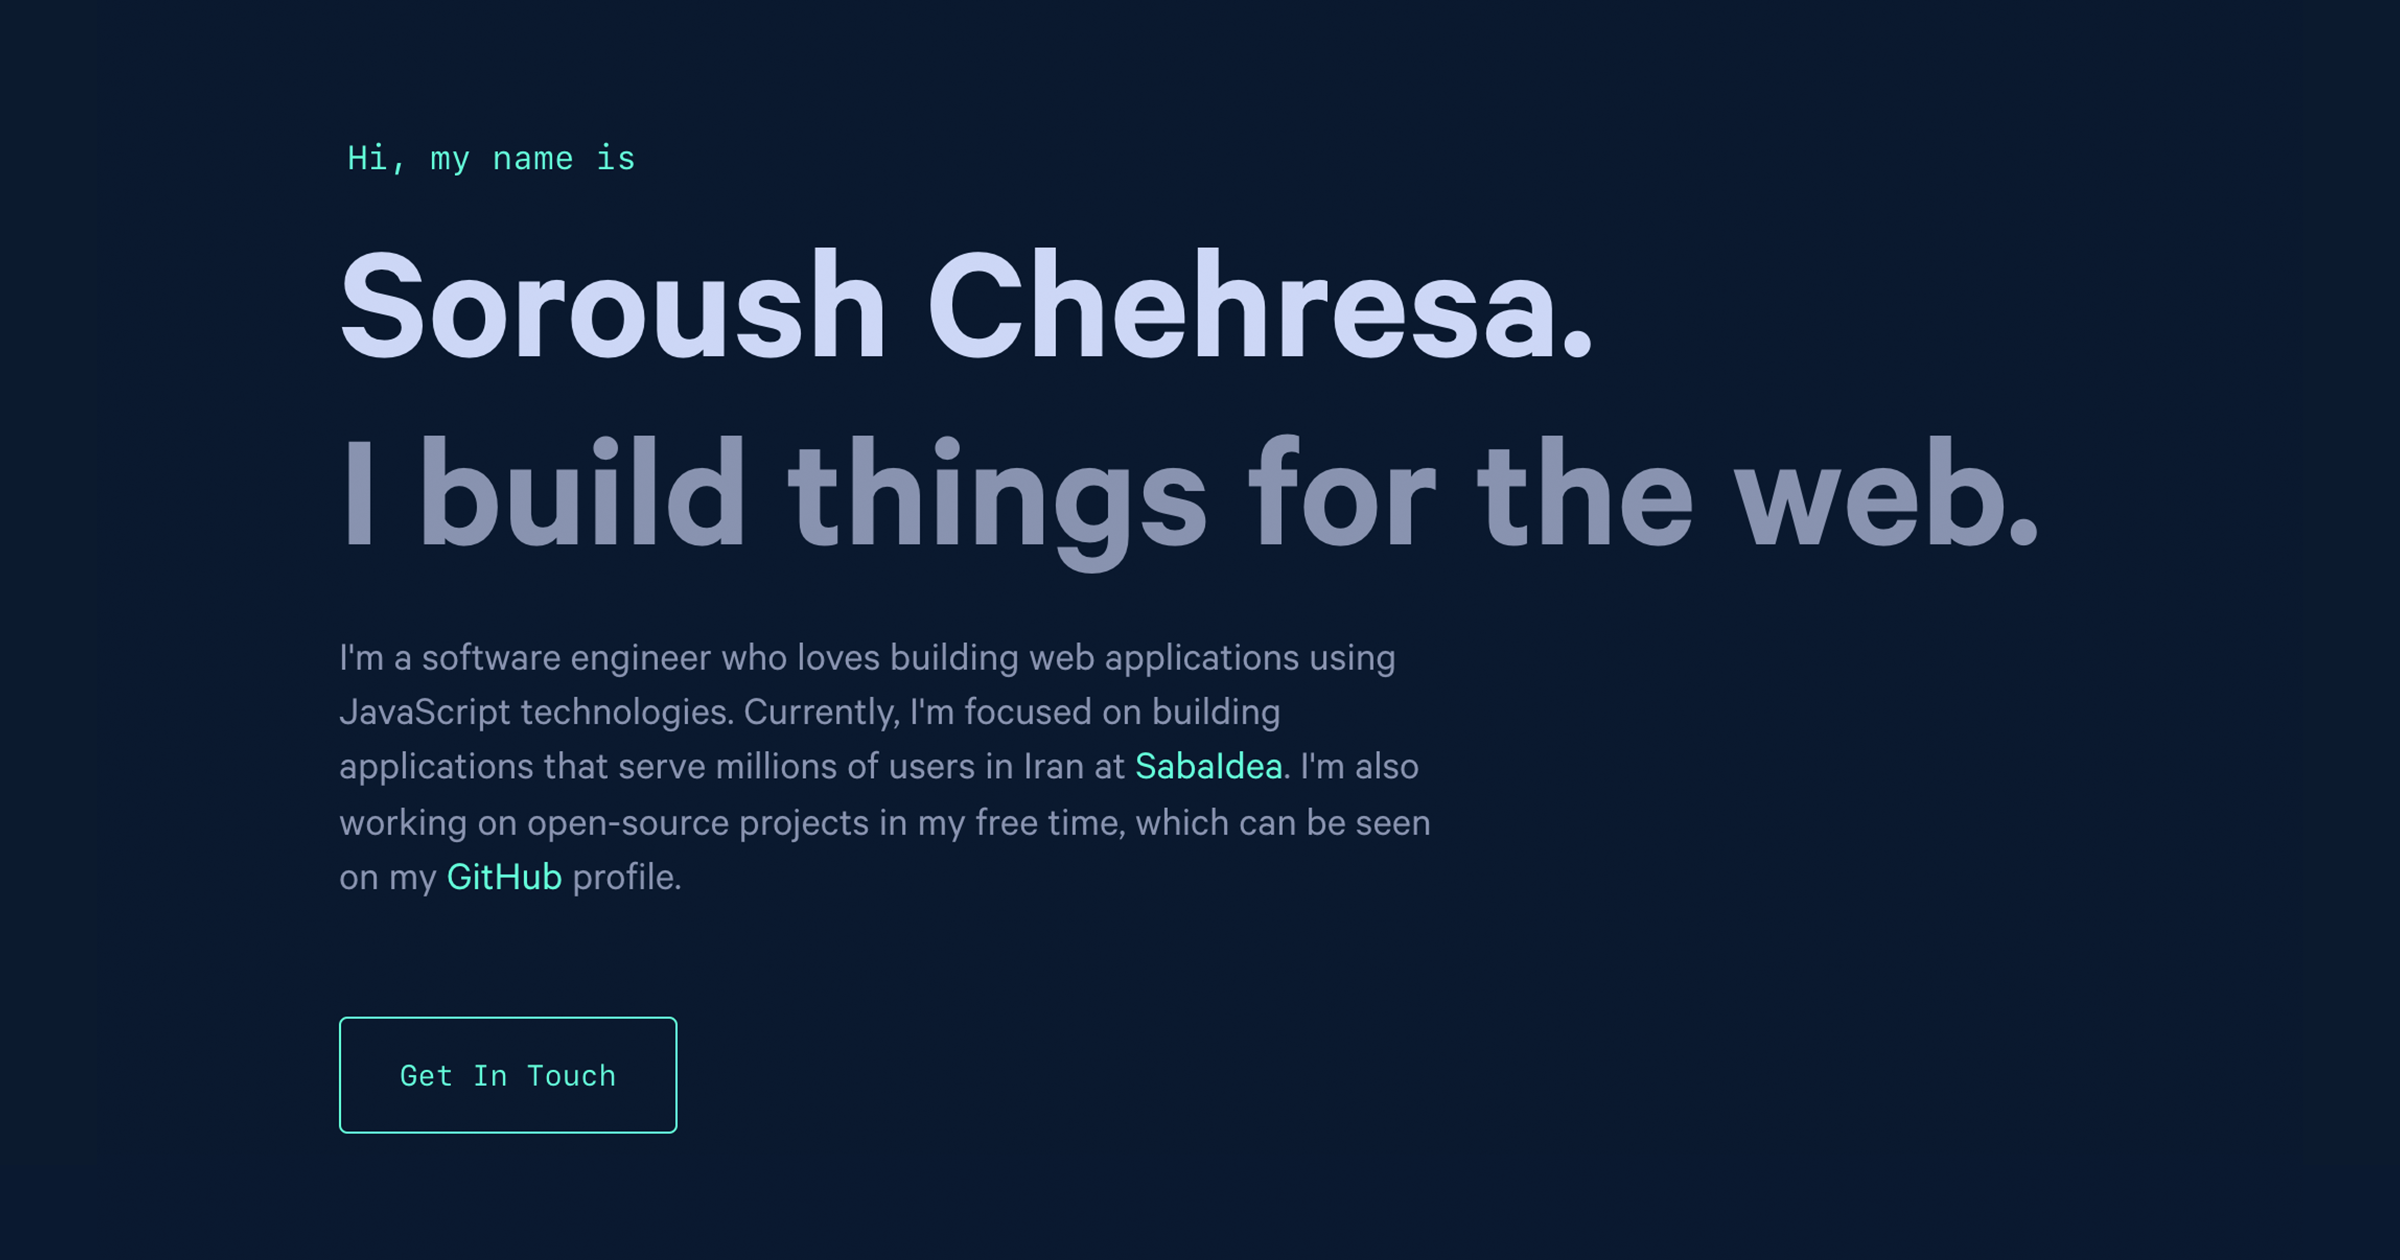 Hi, my name is
Soroush Chehresa.
I build things for the web.
I'm a software engineer who loves building web applications using
JavaScript technologies. Currently, I'm focused on building
applications that serve millions of users in Iran at SabaIdea. I'm also
working on open-source projects in my free time, which can be seen
on my GitHub profile.
Get In Touch